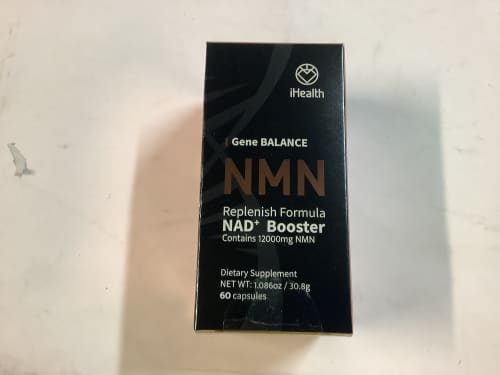 iHealth
Gene BALANCE
NMN
Replenish Formula
NAD⁺ Booster
Contains 12000mg NMN
Dietary Supplement
NET WT: 1.086oz / 30.8g
60 capsules